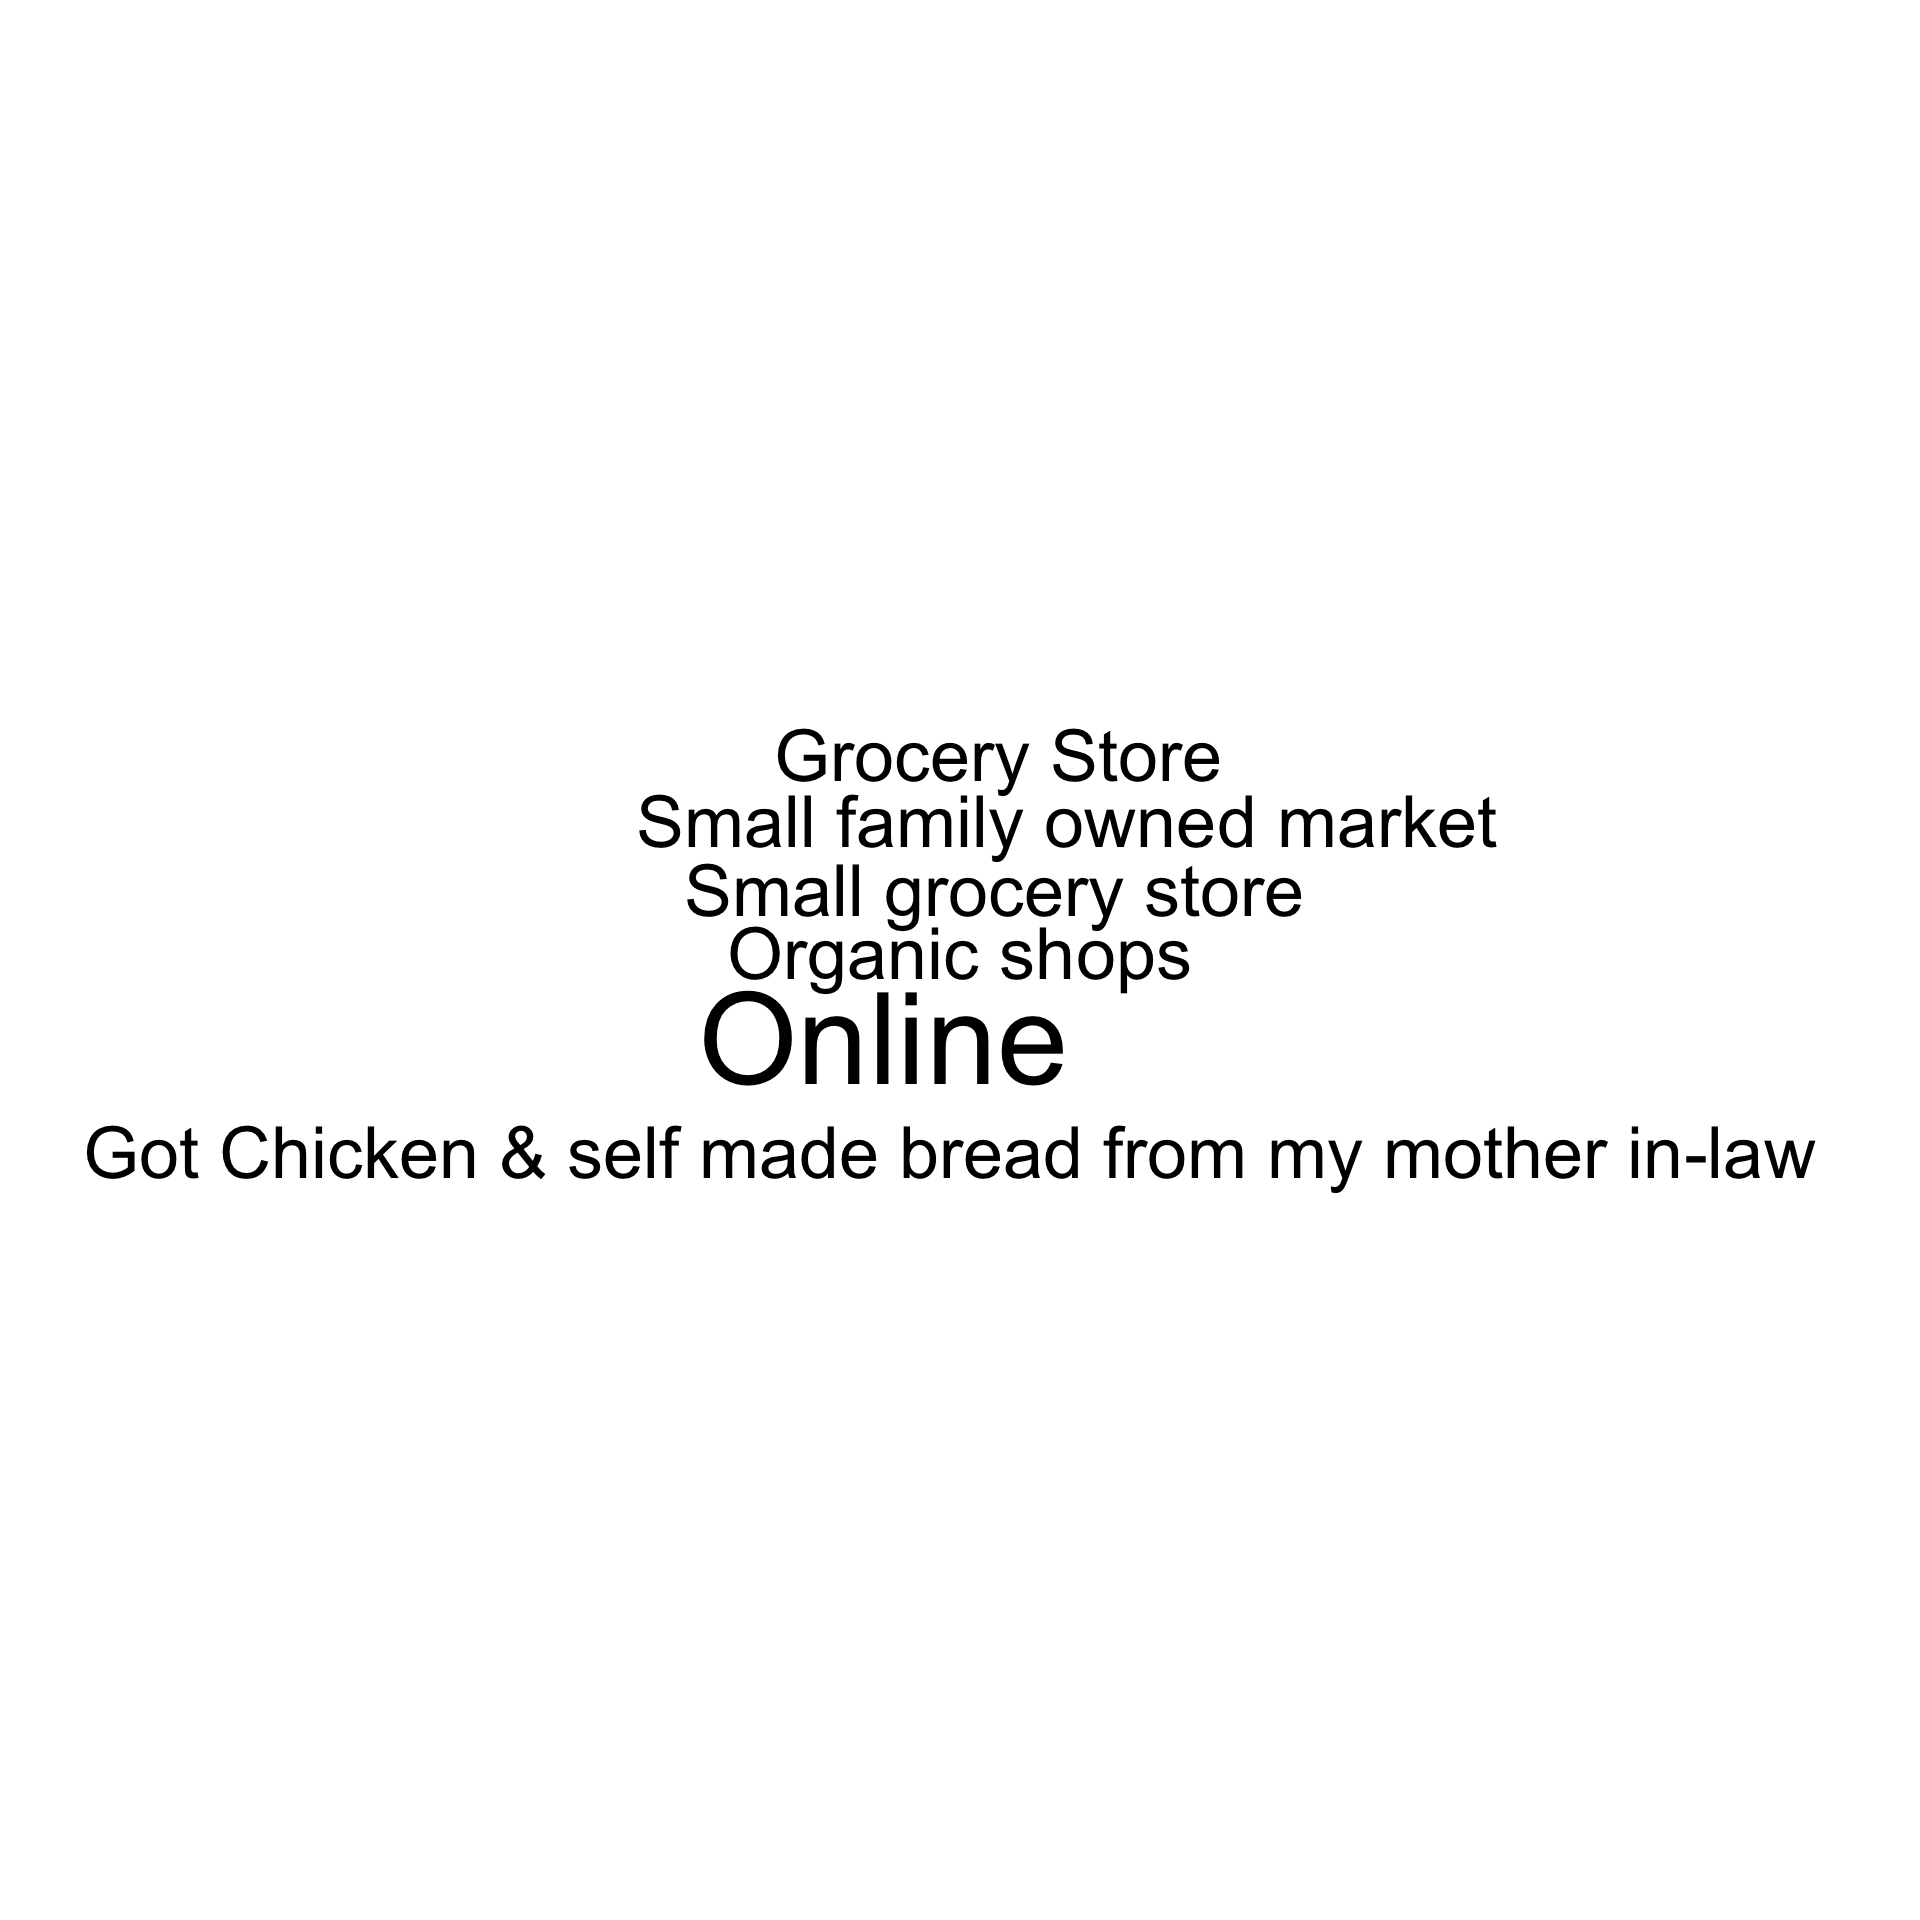 Grocery Store
Small family owned market
Small grocery store
Organic shops
Online
Got Chicken & self made bread from my mother in-law